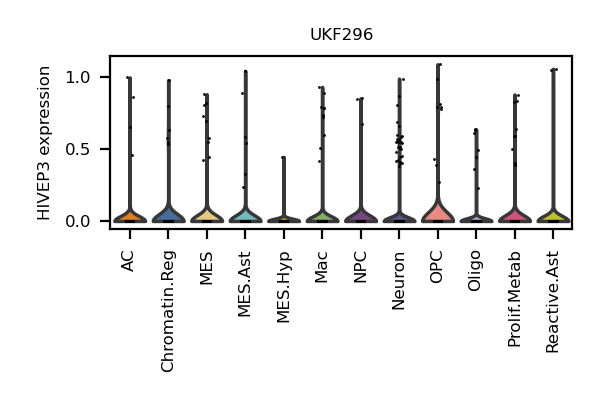 UKF296
HIVEP3 expression
1.0
0.5
0.0
AC
Chromatin.Reg
MES
MES.Ast
MES.Hyp
Mac
NPC
Neuron
OPC
Oligo
Prolif.Metab
Reactive.Ast